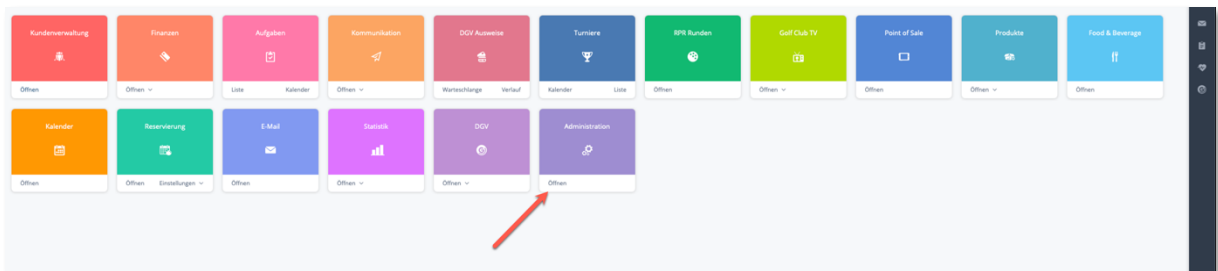 Kundenverwaltung Finanzen Aufgaben Kommunikation DGV Ausweise Turniere RPR Runden Golf Club TV Point of Sale Produkte Food & Beverage
Öffnen Öffnen Liste Kalender Öffnen Warteschlange Verlauf Kalender Liste Öffnen Öffnen Öffnen Öffnen Öffnen
Kalender Reservierung E-Mail Statistik DGV Administration
Öffnen Öffnen Einstellungen Öffnen Öffnen Öffnen Öffnen